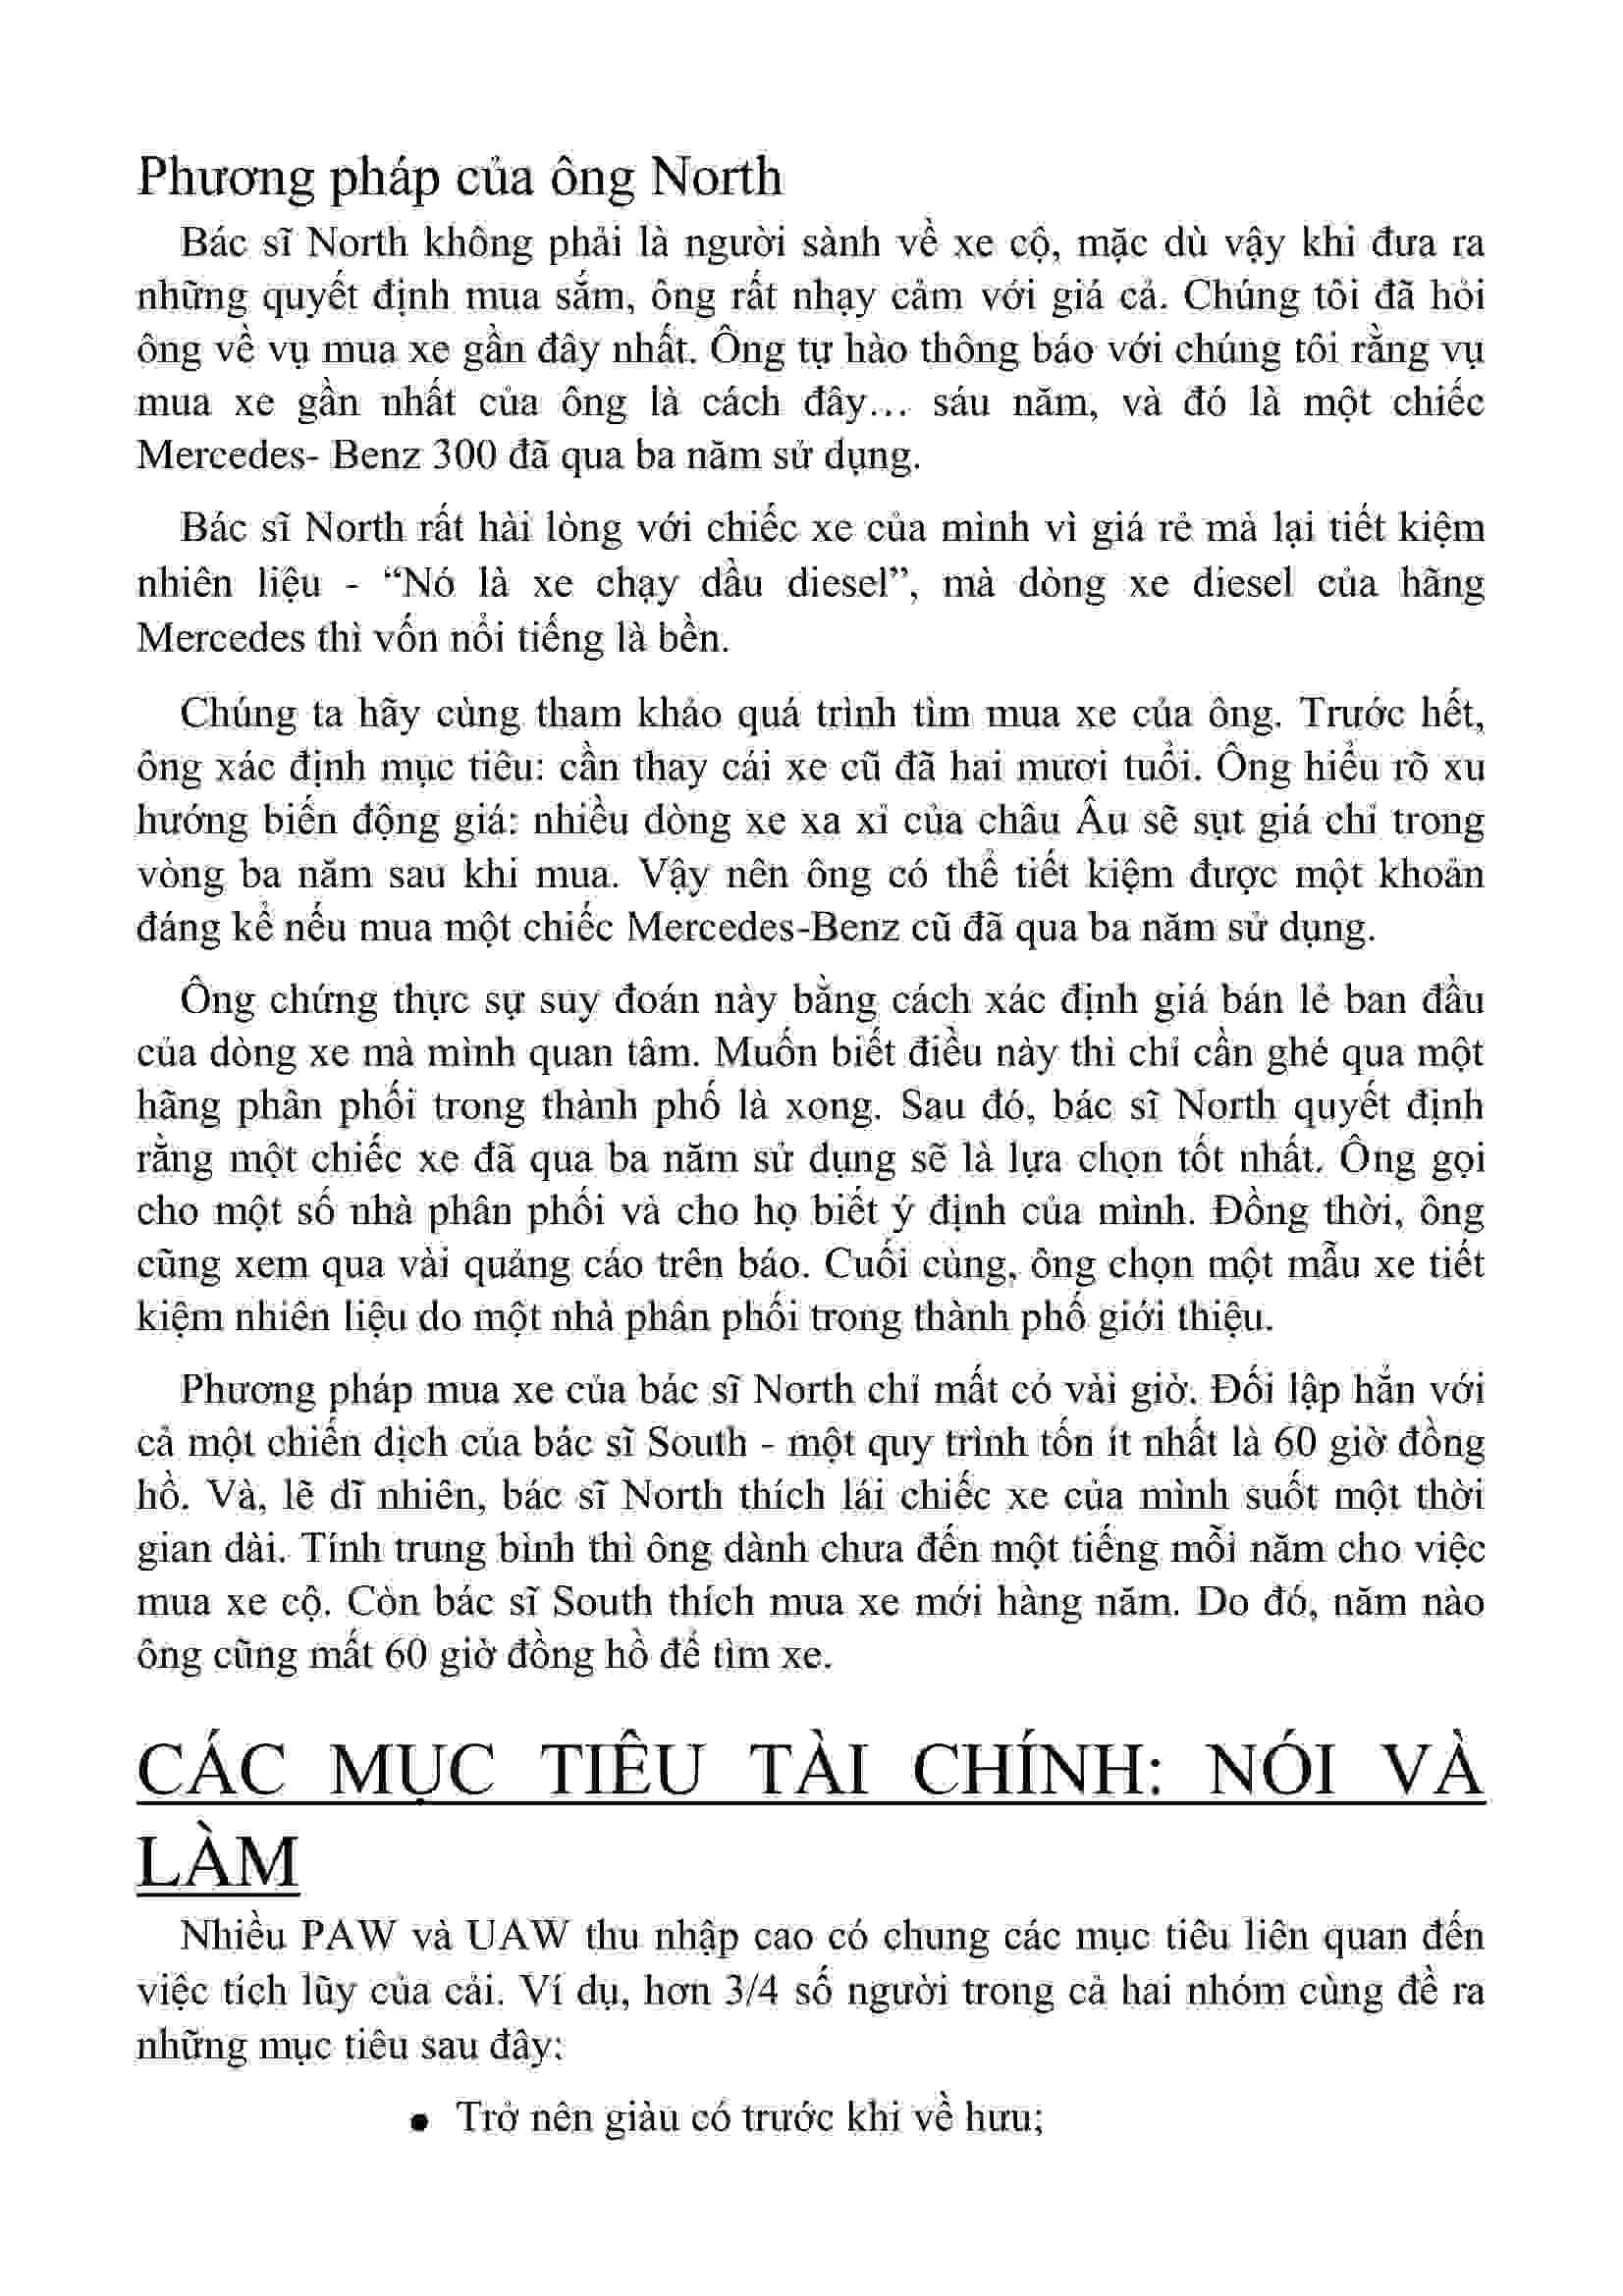 Phương pháp của ông North
Bác sĩ North không phải là người sành về xe cộ, mặc dù vậy khi đưa ra
những quyết định mua sắm, ông rất nhạy cảm với giá cả. Chúng tôi đã hỏi
ông về vụ mua xe gần đây nhất. Ông tự hào thông báo với chúng tôi rằng vụ
mua xe gần nhất của ông là cách đây... sáu năm, và đó là một chiếc
Mercedes- Benz 300 đã qua ba năm sử dụng.
Bác sĩ North rất hài lòng với chiếc xe của mình vì giá rẻ mà lại tiết kiệm
nhiên liệu - “Nó là xe chạy dầu diesel”, mà dòng xe diesel của hãng
Mercedes thì vốn nổi tiếng là bền.
Chúng ta hãy cùng tham khảo quá trình tìm mua xe của ông. Trước hết,
ông xác định mục tiêu: cần thay cái xe cũ đã hai mươi tuổi. Ông hiểu rõ xu
hướng biến động giá: nhiều dòng xe xa xỉ của châu Âu sẽ sụt giá chỉ trong
vòng ba năm sau khi mua. Vậy nên ông có thể tiết kiệm được một khoản
đáng kể nếu mua một chiếc Mercedes-Benz cũ đã qua ba năm sử dụng.
Ông chứng thực sự suy đoán này bằng cách xác định giá bán lẻ ban đầu
của dòng xe mà mình quan tâm. Muốn biết điều này thì chỉ cần ghé qua một
hãng phân phối trong thành phố là xong. Sau đó, bác sĩ North quyết định
rằng một chiếc xe đã qua ba năm sử dụng sẽ là lựa chọn tốt nhất. Ông gọi
cho một số nhà phân phối và cho họ biết ý định của mình. Đồng thời, ông
cũng xem qua vài quảng cáo trên báo. Cuối cùng, ông chọn một mẫu xe tiết
kiệm nhiên liệu do một nhà phân phối trong thành phố giới thiệu.
Phương pháp mua xe của bác sĩ North chỉ mất có vài giờ. Đối lập hẳn với
cả một chiến dịch của bác sĩ South - một quy trình tốn ít nhất là 60 giờ đồng
hồ. Và, lẽ dĩ nhiên, bác sĩ North thích lái chiếc xe của mình suốt một thời
gian dài. Tính trung bình thì ông dành chưa đến một tiếng mỗi năm cho việc
mua xe cộ. Còn bác sĩ South thích mua xe mới hàng năm. Do đó, năm nào
ông cũng mất 60 giờ đồng hồ để tìm xe.
CÁC MỤC TIÊU TÀI CHÍNH: NÓI VÀ
LÀM
Nhiều PAW và UAW thu nhập cao có chung các mục tiêu liên quan đến
việc tích lũy của cải. Ví dụ, hơn 3/4 số người trong cả hai nhóm cùng đề ra
những mục tiêu sau đây:
● Trở nên giàu có trước khi về hưu;